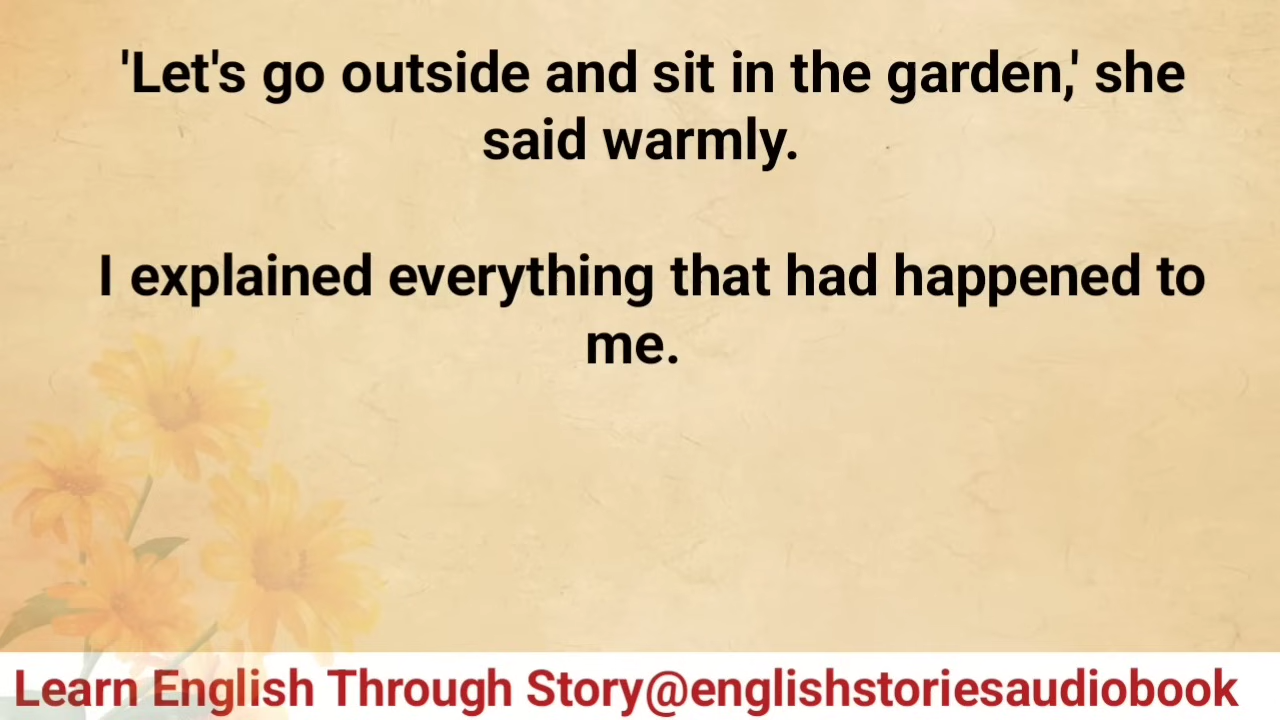 'Let's go outside and sit in the garden,' she
said warmly.
I explained everything that had happened to
me.
Learn English Through Story@englishstoriesaudiobook